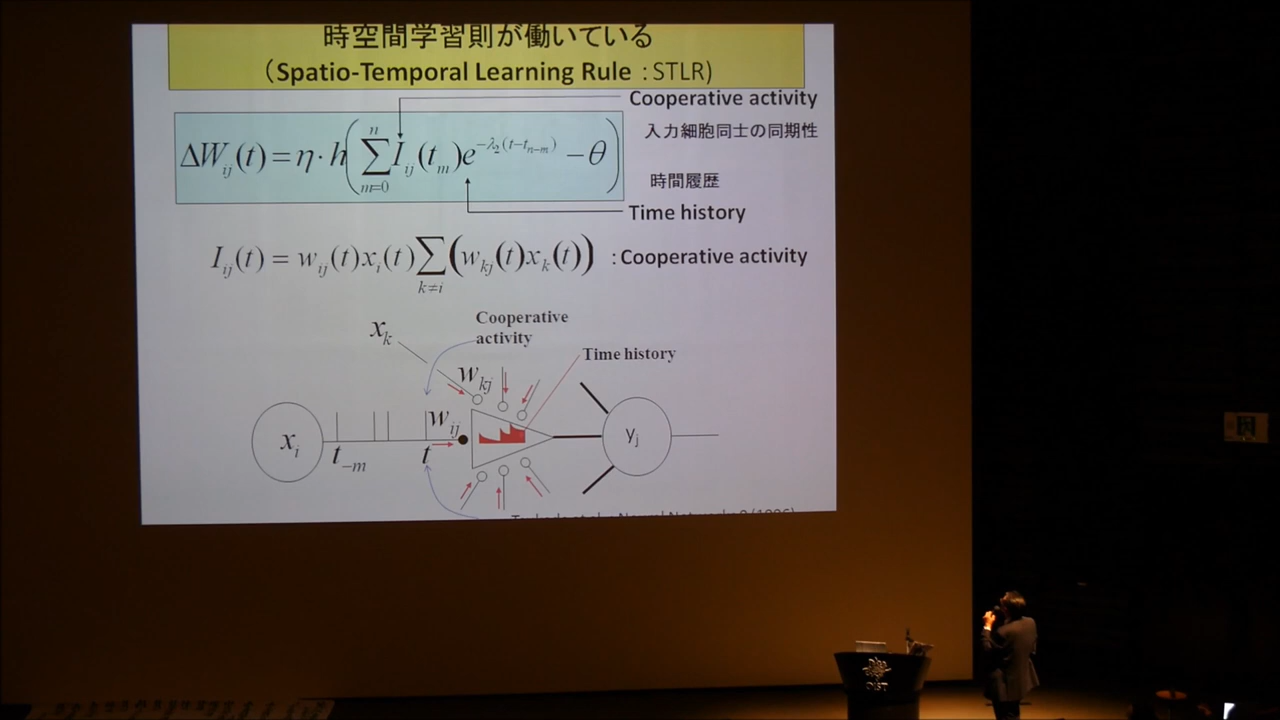 時空間学習則が働いている
(Spatio-Temporal Learning Rule : STLR)
Cooperative activity
入力細胞同士の同期性
ΔW_ij(t) = η · h(∑_{m=0}^{n} I_ij(t_m)e^{-λ_2(t-t_{n-m})} - θ)
時間履歴
Time history
I_ij(t) = w_ij(t)x_i(t)∑_{k≠i}(w_kj(t)x_k(t)) : Cooperative activity
x_k
Cooperative
activity
Time history
w_kj
w_ij
x_i
t_-m
t
y_j
OIST